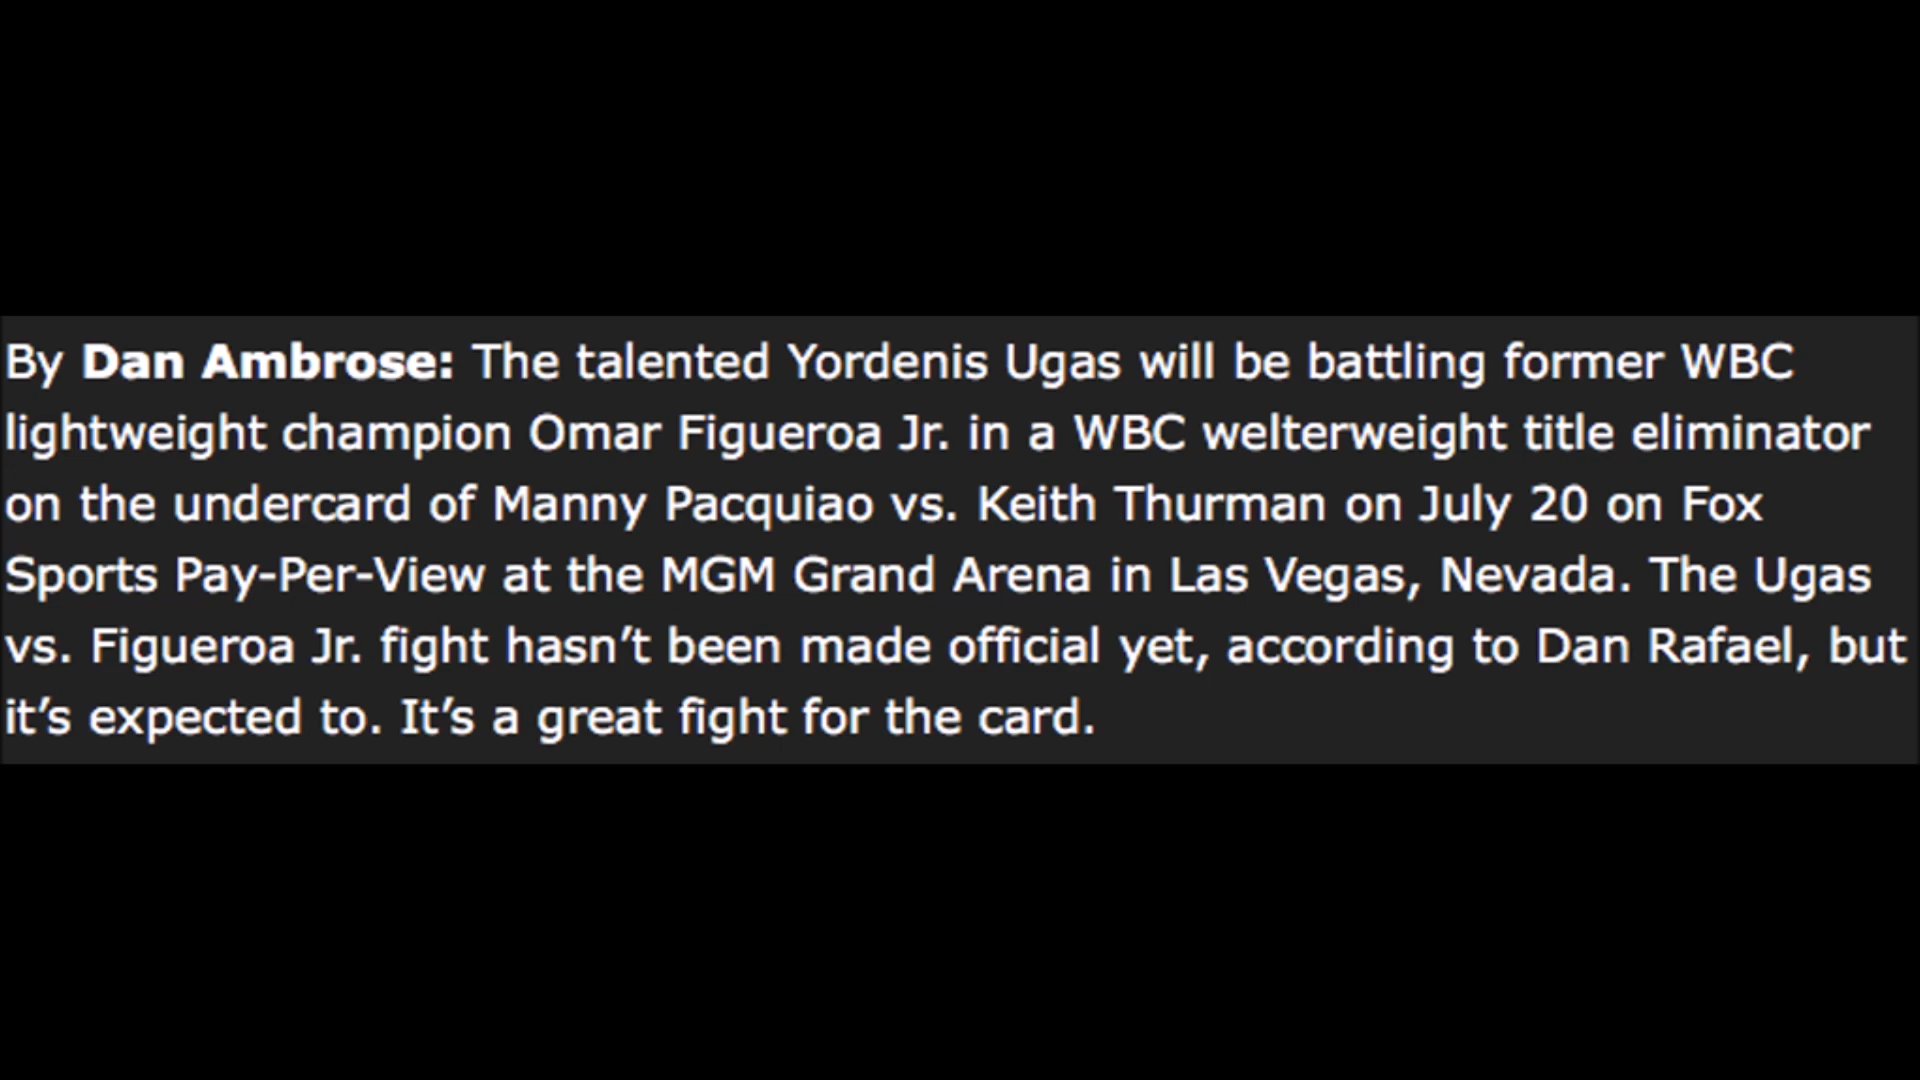 By Dan Ambrose: The talented Yordenis Ugas will be battling former WBC
lightweight champion Omar Figueroa Jr. in a WBC welterweight title eliminator
on the undercard of Manny Pacquiao vs. Keith Thurman on July 20 on Fox
Sports Pay-Per-View at the MGM Grand Arena in Las Vegas, Nevada. The Ugas
vs. Figueroa Jr. fight hasn’t been made official yet, according to Dan Rafael, but
it’s expected to. It’s a great fight for the card.